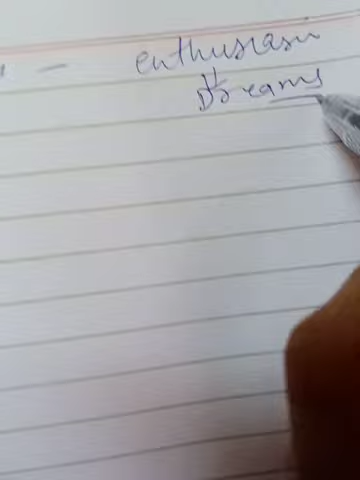 — enthusiasm
↓
Dreams